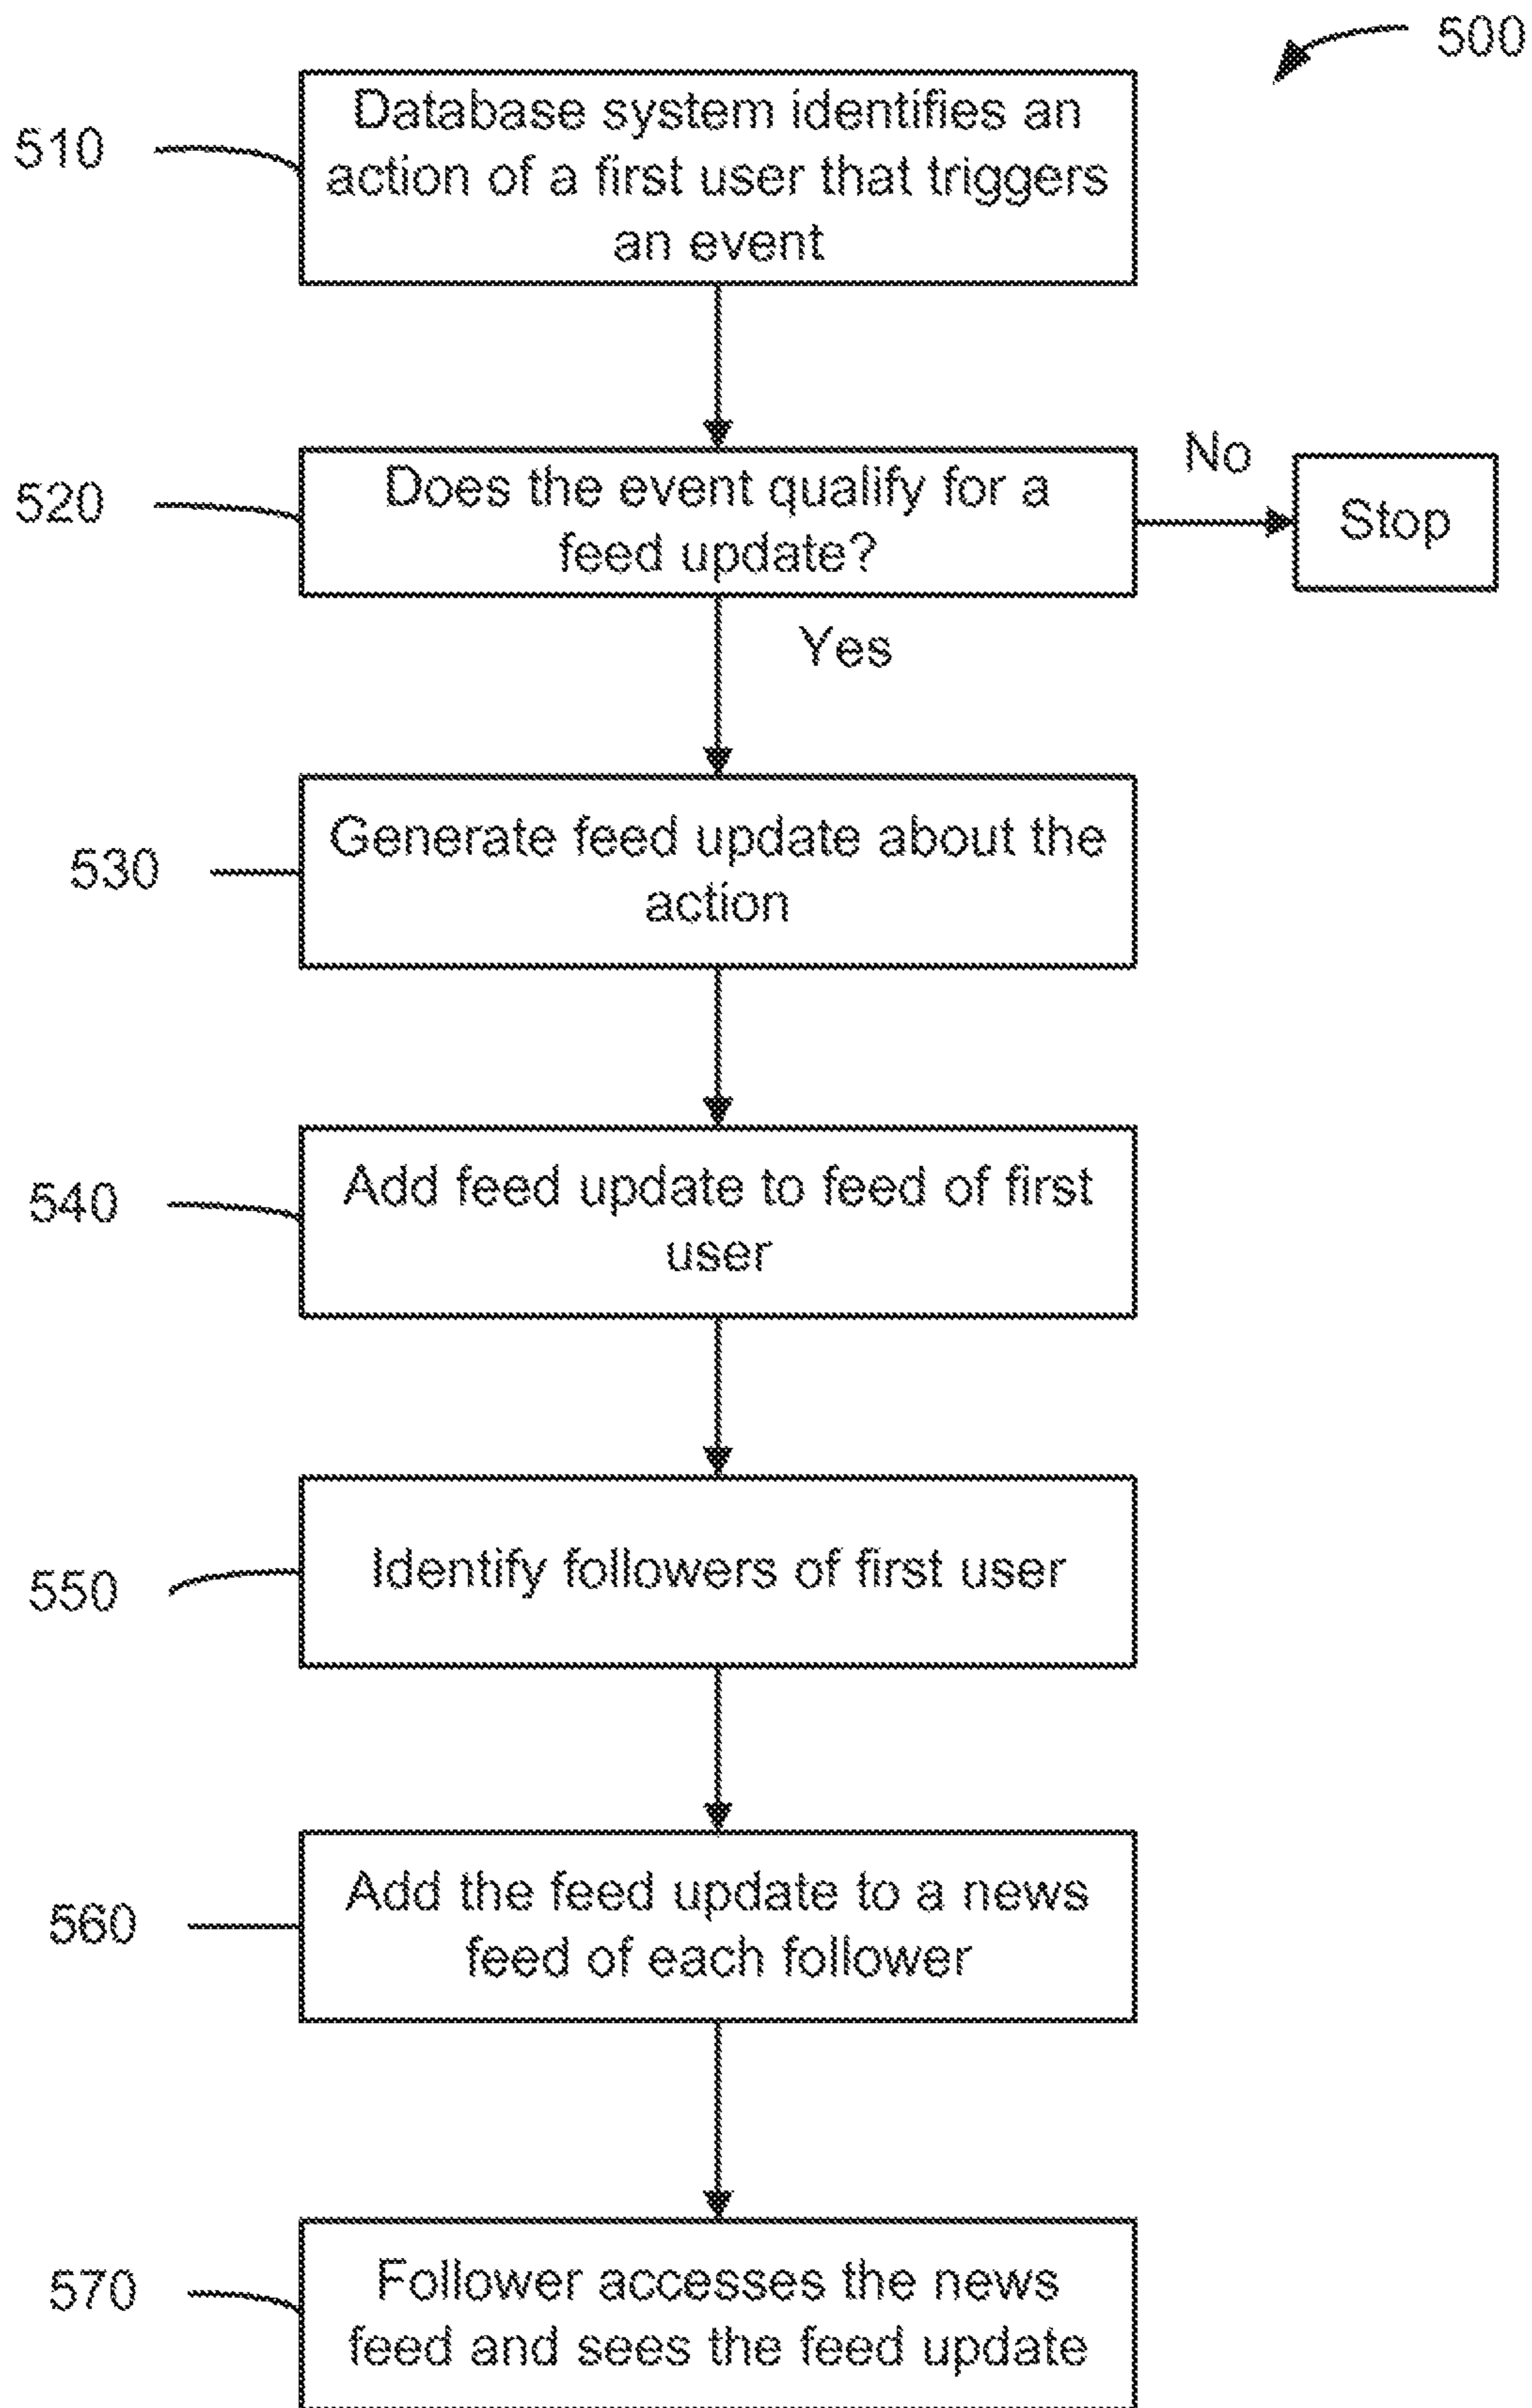 500
510
Database system identifies an
action of a first user that triggers
an event
520
Does the event qualify for a
feed update?
No
Stop
Yes
530
Generate feed update about the
action
540
Add feed update to feed of first
user
550
Identify followers of first user
560
Add the feed update to a news
feed of each follower
570
Follower accesses the news
feed and sees the feed update